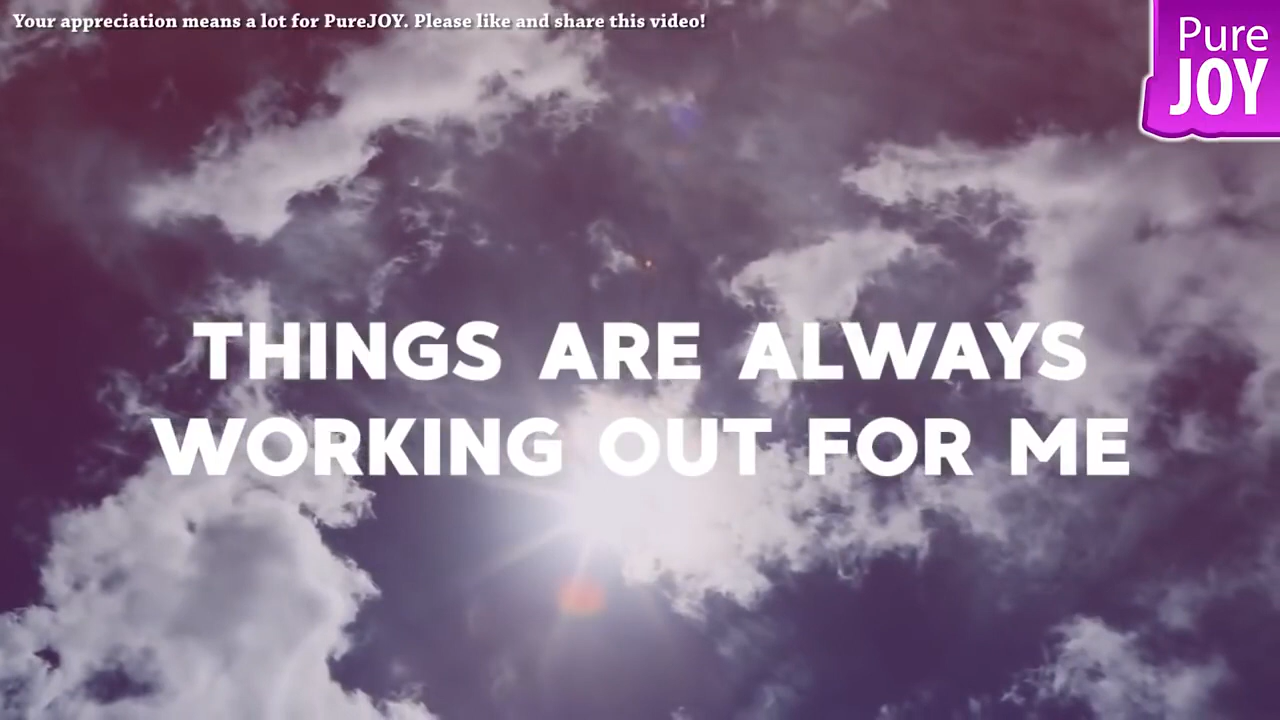 Your appreciation means a lot for PureJOY. Please like and share this video!
Pure
JOY
THINGS ARE ALWAYS
WORKING OUT FOR ME